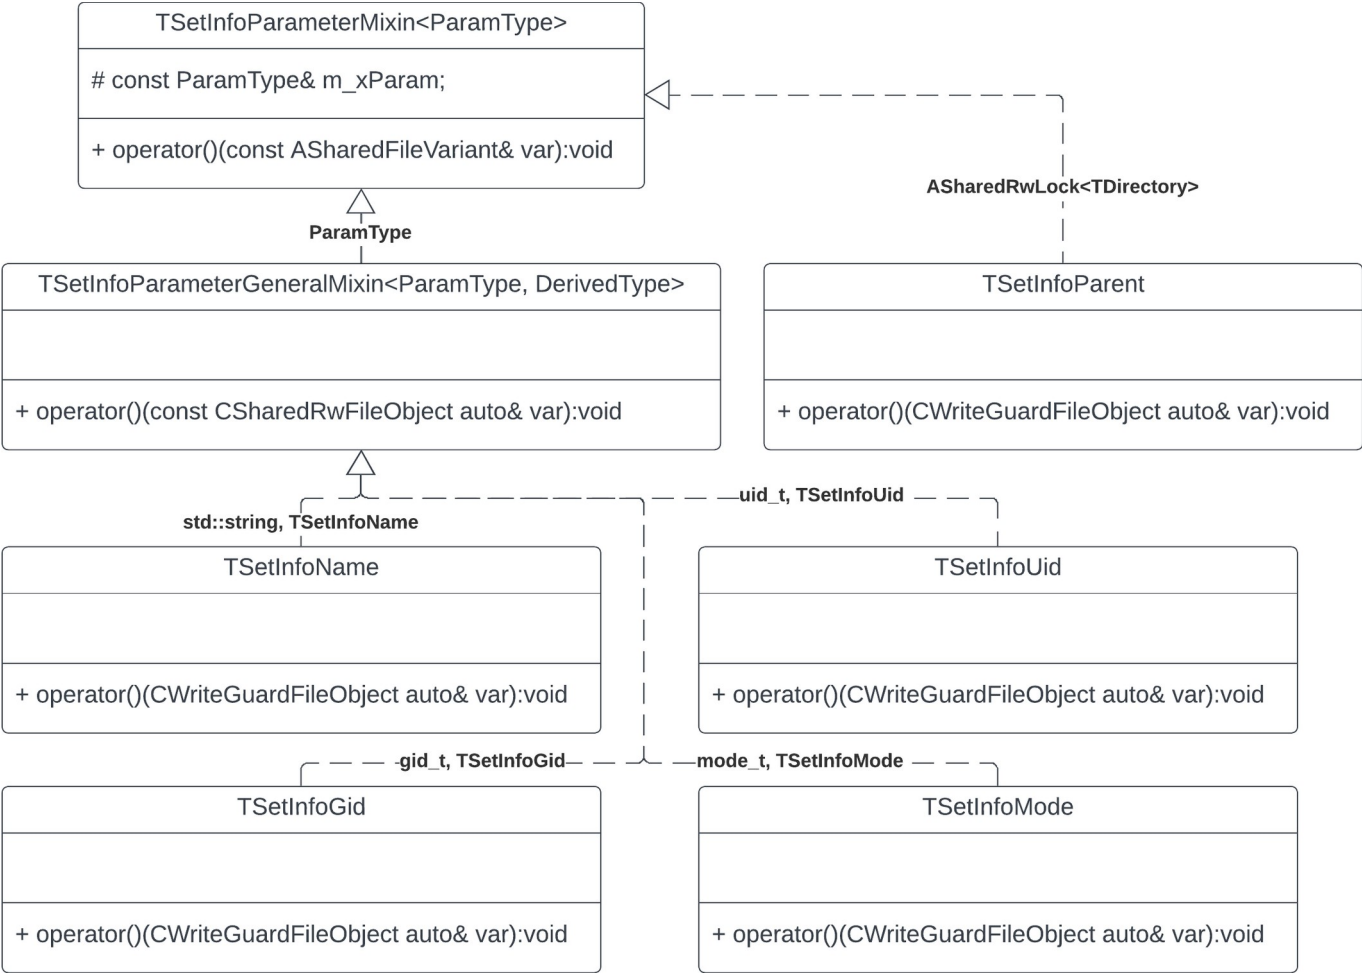 TSetInfoParameterMixin<ParamType>
# const ParamType& m_xParam;
+ operator()(const ASharedFileVariant& var):void
ASharedRwLock<TDirectory>
ParamType
TSetInfoParameterGeneralMixin<ParamType, DerivedType>
+ operator()(const CSharedRwFileObject auto& var):void
TSetInfoParent
+ operator()(CWriteGuardFileObject auto& var):void
uid_t, TSetInfoUid
std::string, TSetInfoName
TSetInfoName
+ operator()(CWriteGuardFileObject auto& var):void
TSetInfoUid
+ operator()(CWriteGuardFileObject auto& var):void
gid_t, TSetInfoGid
mode_t, TSetInfoMode
TSetInfoGid
+ operator()(CWriteGuardFileObject auto& var):void
TSetInfoMode
+ operator()(CWriteGuardFileObject auto& var):void